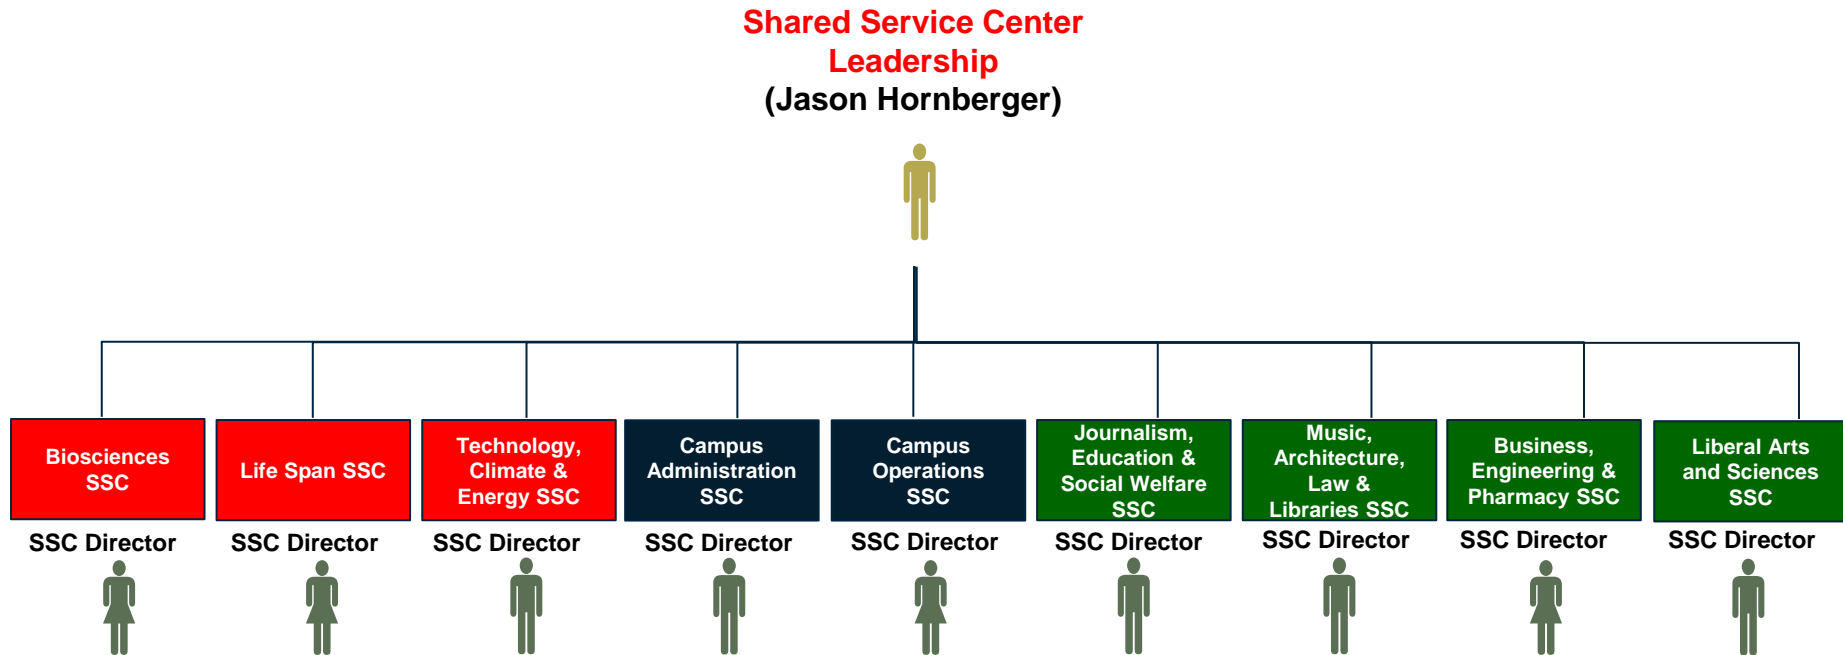 Shared Service Center
Leadership
(Jason Hornberger)
Biosciences
SSC
Life Span SSC
Technology,
Climate &
Energy SSC
Campus
Administration
SSC
Campus
Operations
SSC
Journalism,
Education &
Social Welfare
SSC
Music,
Architecture,
Law &
Libraries SSC
Business,
Engineering &
Pharmacy SSC
Liberal Arts
and Sciences
SSC
SSC Director
SSC Director
SSC Director
SSC Director
SSC Director
SSC Director
SSC Director
SSC Director
SSC Director